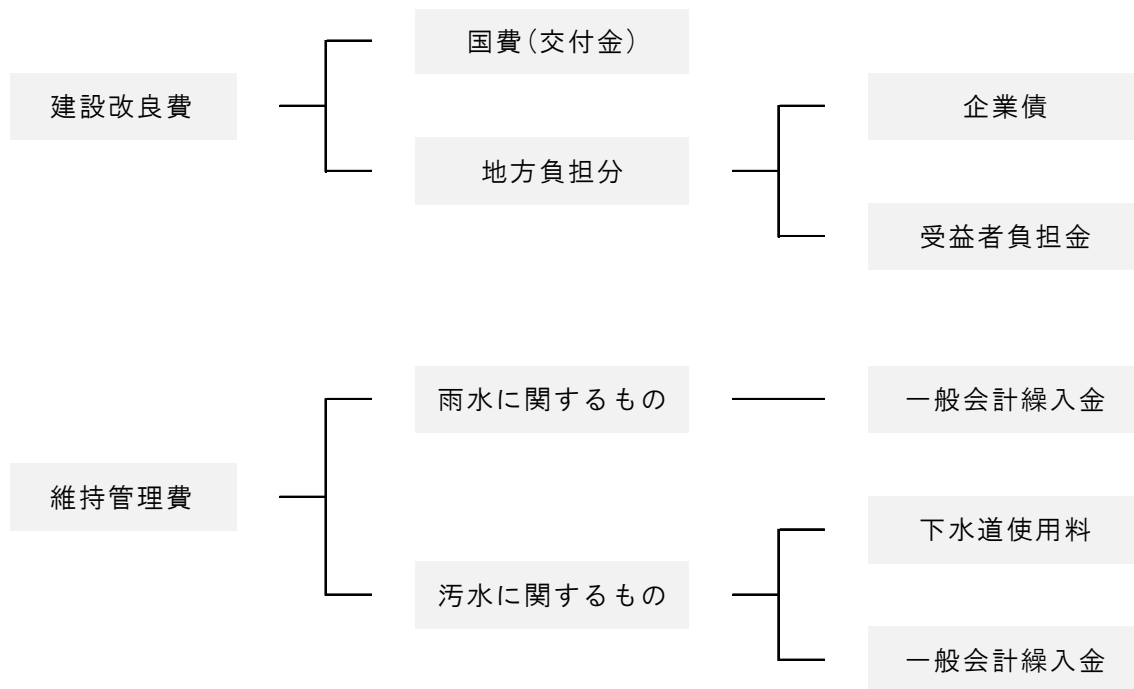 国費(交付金)
建設改良費
企業債
地方負担分
受益者負担金
雨水に関するもの
一般会計繰入金
維持管理費
下水道使用料
汚水に関するもの
一般会計繰入金